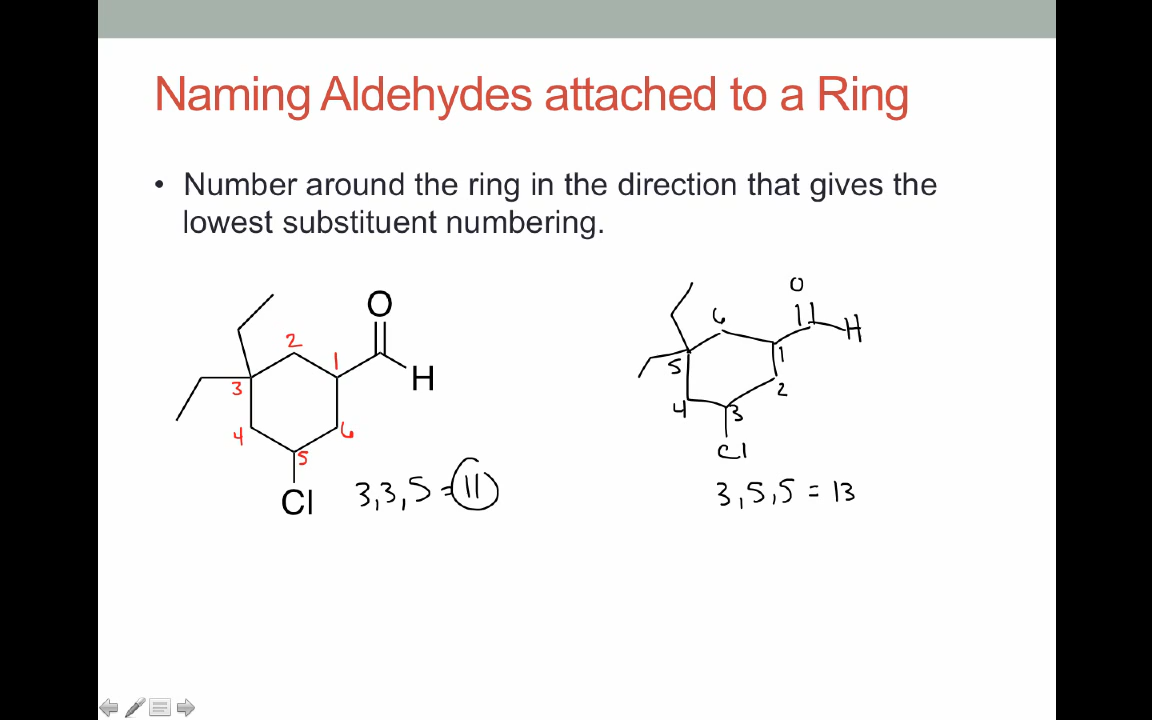 Naming Aldehydes attached to a Ring
• Number around the ring in the direction that gives the
lowest substituent numbering.
O
H
1
2
3
4
5
6
Cl
3,3,5 = 11
O
H
1
2
3
4
5
6
Cl
3,5,5 = 13